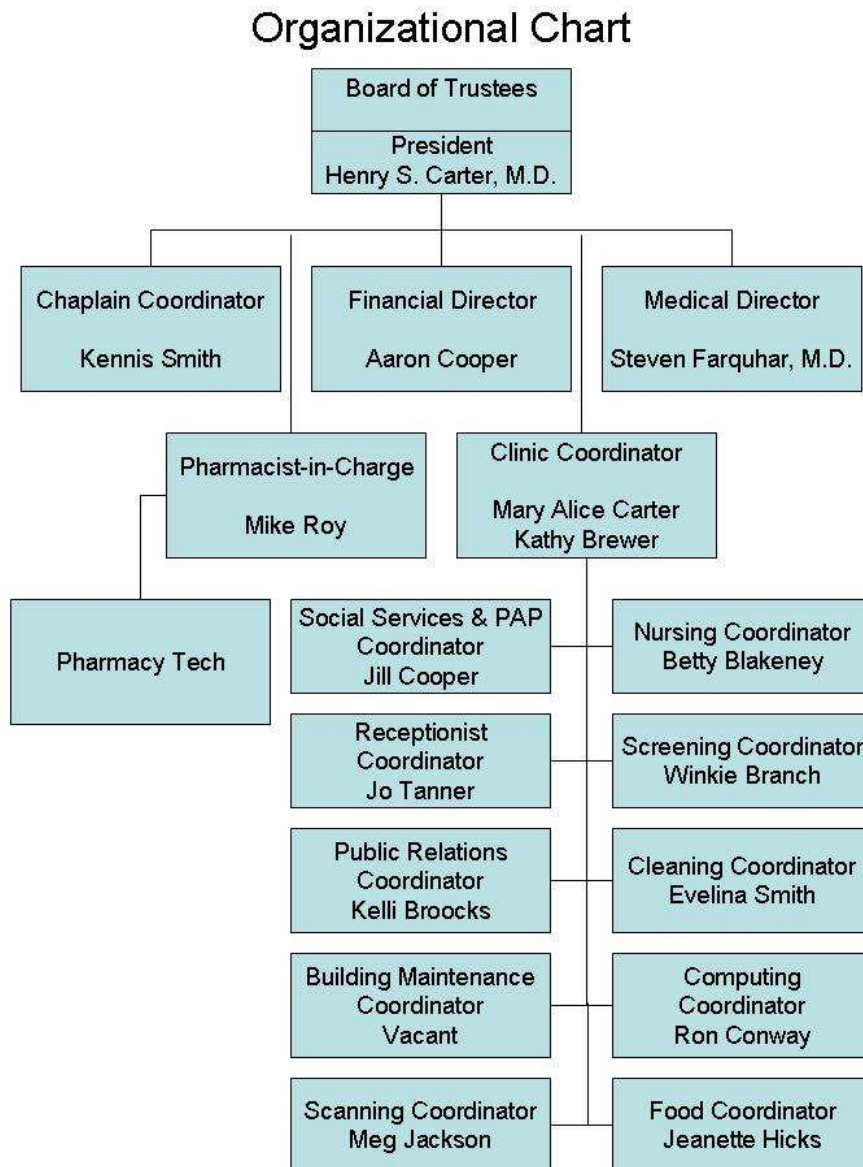 Organizational Chart
Board of Trustees
President
Henry S. Carter, M.D.
Chaplain Coordinator
Kennis Smith
Financial Director
Aaron Cooper
Medical Director
Steven Farquhar, M.D.
Pharmacist-in-Charge
Mike Roy
Clinic Coordinator
Mary Alice Carter
Kathy Brewer
Pharmacy Tech
Social Services & PAP
Coordinator
Jill Cooper
Nursing Coordinator
Betty Blakeney
Receptionist
Coordinator
Jo Tanner
Screening Coordinator
Winkie Branch
Public Relations
Coordinator
Kelli Broocks
Cleaning Coordinator
Evelina Smith
Building Maintenance
Coordinator
Vacant
Computing
Coordinator
Ron Conway
Scanning Coordinator
Meg Jackson
Food Coordinator
Jeanette Hicks